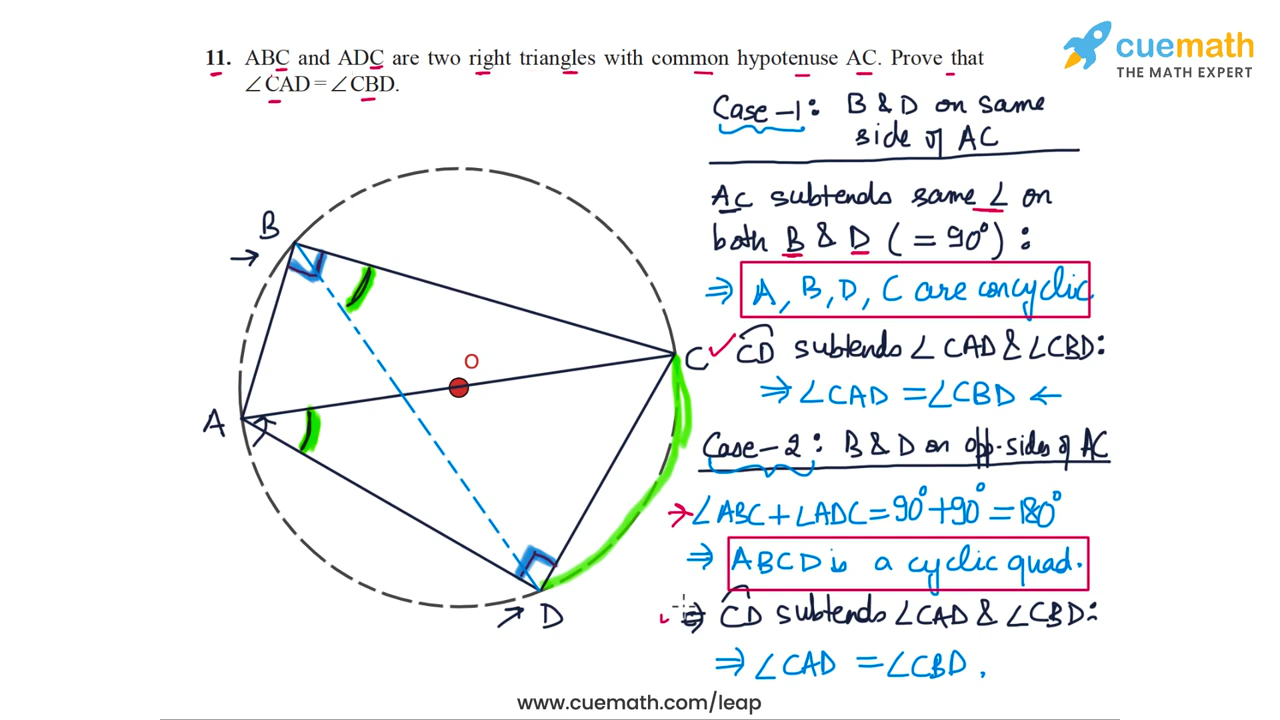 11. ABC and ADC are two right triangles with common hypotenuse AC. Prove that
∠CAD = ∠CBD.
cuemath
THE MATH EXPERT
Case-1: B & D on same
side of AC
AC subtends same ∠ on
both B & D (= 90°) :
⇒ A, B, D, C are concyclic
CD subtends ∠CAD & ∠CBD:
⇒ ∠CAD = ∠CBD ←
Case-2: B & D on opp. sides of AC
→ ∠ABC + ∠ADC = 90° + 90° = 180°
⇒ ABCD is a cyclic quad.
⇒ CD subtends ∠CAD & ∠CBD:
⇒ ∠CAD = ∠CBD.
B
O
C
A
D
www.cuemath.com/leap